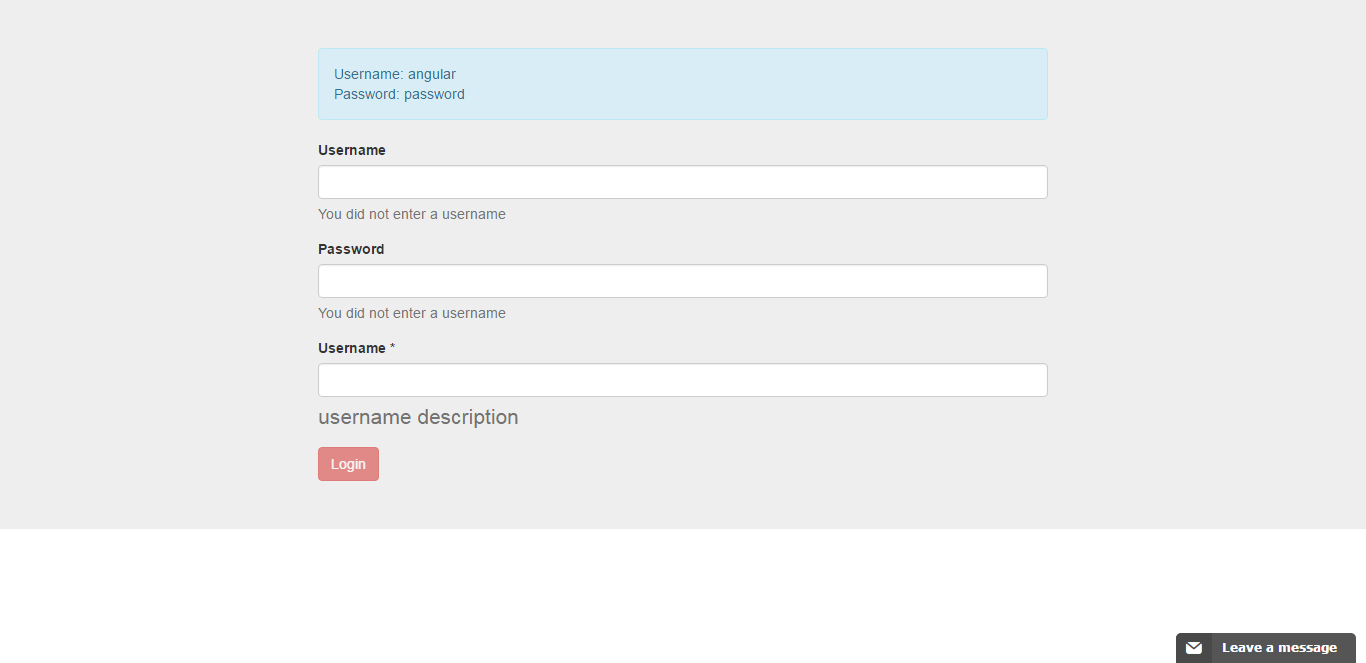 Username: angular
Password: password
Username
You did not enter a username
Password
You did not enter a username
Username *
username description
Login
Leave a message